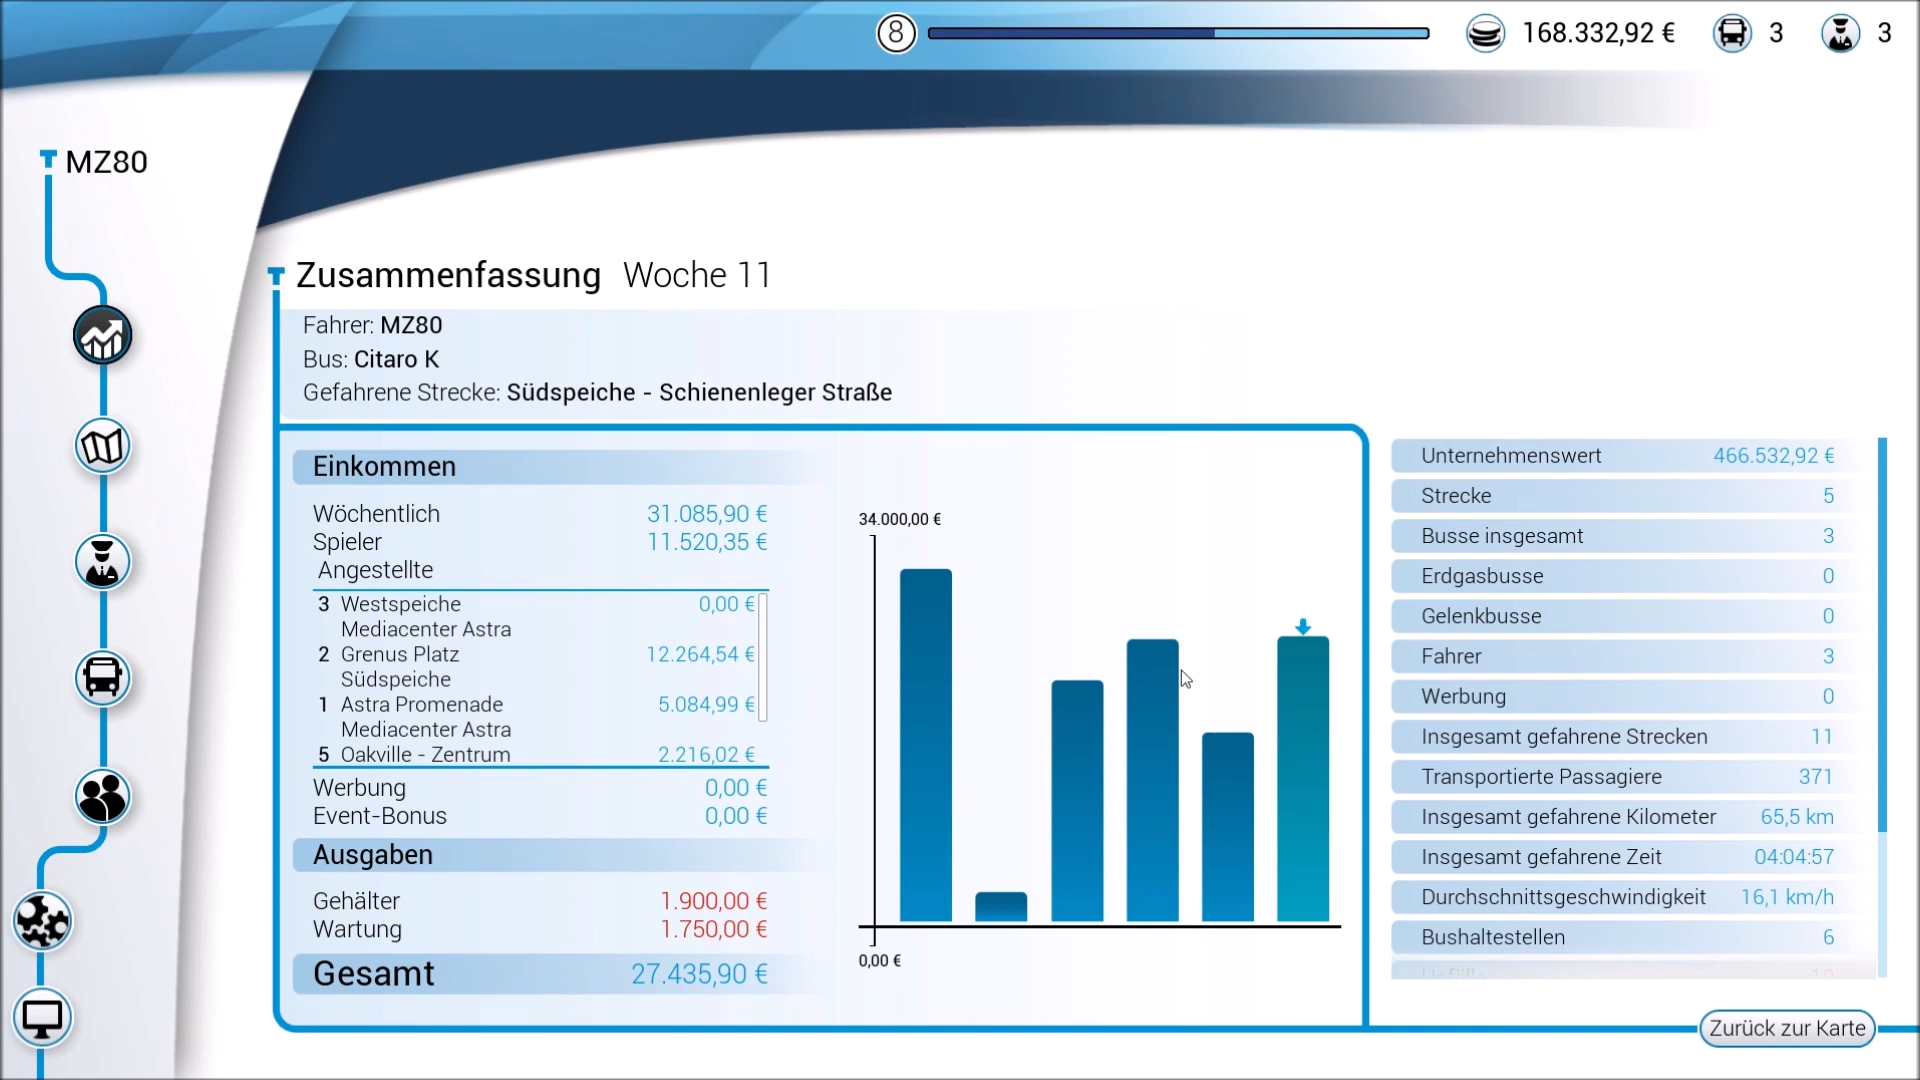 8
168.332,92 €
3
3
MZ80
Zusammenfassung Woche 11
Fahrer: MZ80
Bus: Citaro K
Gefahrene Strecke: Südspeiche - Schienenleger Straße
Einkommen
Wöchentlich 31.085,90 €
Spieler 11.520,35 €
Angestellte
3 Westspeiche 0,00 €
Mediacenter Astra
2 Grenus Platz 12.264,54 €
Südspeiche
1 Astra Promenade 5.084,99 €
Mediacenter Astra
5 Oakville - Zentrum 2.216,02 €
Werbung 0,00 €
Event-Bonus 0,00 €
Ausgaben
Gehälter 1.900,00 €
Wartung 1.750,00 €
Gesamt 27.435,90 €
34.000,00 €
0,00 €
Unternehmenswert 466.532,92 €
Strecke 5
Busse insgesamt 3
Erdgasbusse 0
Gelenkbusse 0
Fahrer 3
Werbung 0
Insgesamt gefahrene Strecken 11
Transportierte Passagiere 371
Insgesamt gefahrene Kilometer 65,5 km
Insgesamt gefahrene Zeit 04:04:57
Durchschnittsgeschwindigkeit 16,1 km/h
Bushaltestellen 6
Zurück zur Karte